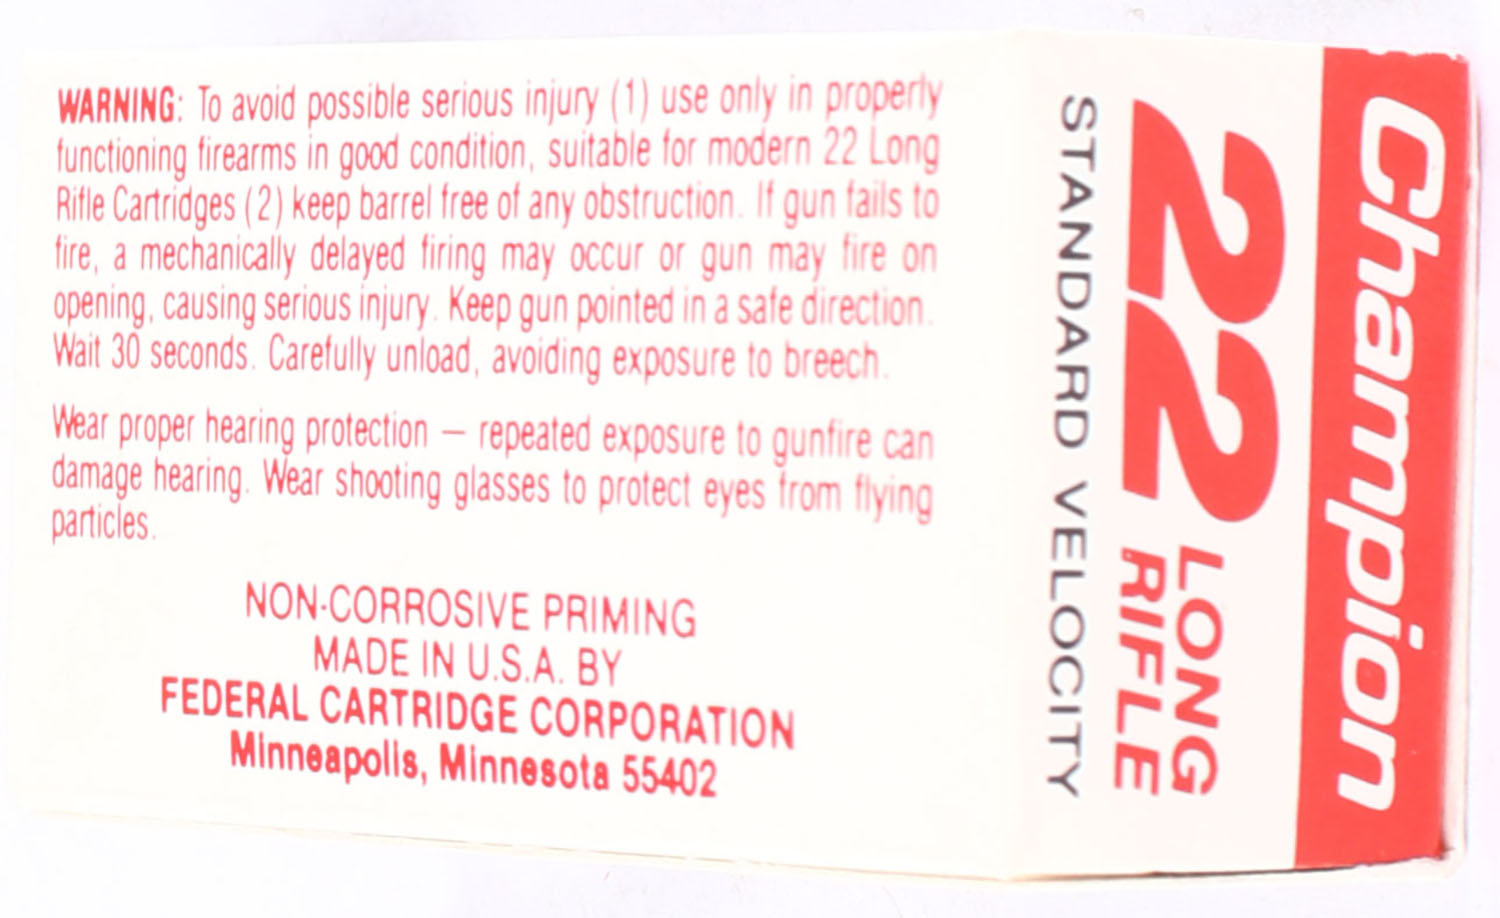 WARNING: To avoid possible serious injury (1) use only in properly
functioning firearms in good condition, suitable for modern 22 Long
Rifle Cartridges (2) keep barrel free of any obstruction. If gun fails to
fire, a mechanically delayed firing may occur or gun may fire on
opening, causing serious injury. Keep gun pointed in a safe direction.
Wait 30 seconds. Carefully unload, avoiding exposure to breech.
Wear proper hearing protection — repeated exposure to gunfire can
damage hearing. Wear shooting glasses to protect eyes from flying
particles.
NON-CORROSIVE PRIMING
MADE IN U.S.A. BY
FEDERAL CARTRIDGE CORPORATION
Minneapolis, Minnesota 55402
Champion
22 LONG
RIFLE
STANDARD VELOCITY